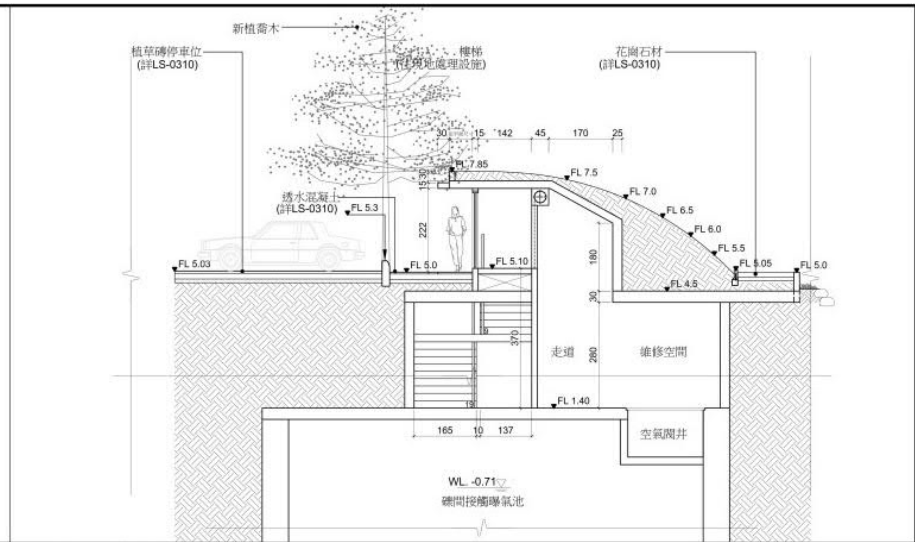 新植喬木
植草磚停車位
(詳LS-0310)
樓梯
花崗石材
(詳LS-0310)
30
15
142
45
170
25
FL 7.85
FL 7.5
FL 7.0
FL 6.5
FL 6.0
FL 5.5
FL 5.05
FL 5.0
30
15
222
透水混凝土
(詳LS-0310)
FL 5.3
FL 5.03
FL 5.0
FL 5.10
180
FL 4.5
30
370
280
走道
維修空間
9
19
FL 1.40
165
10
137
空氣閥井
WL. -0.71
礫間接觸曝氣池